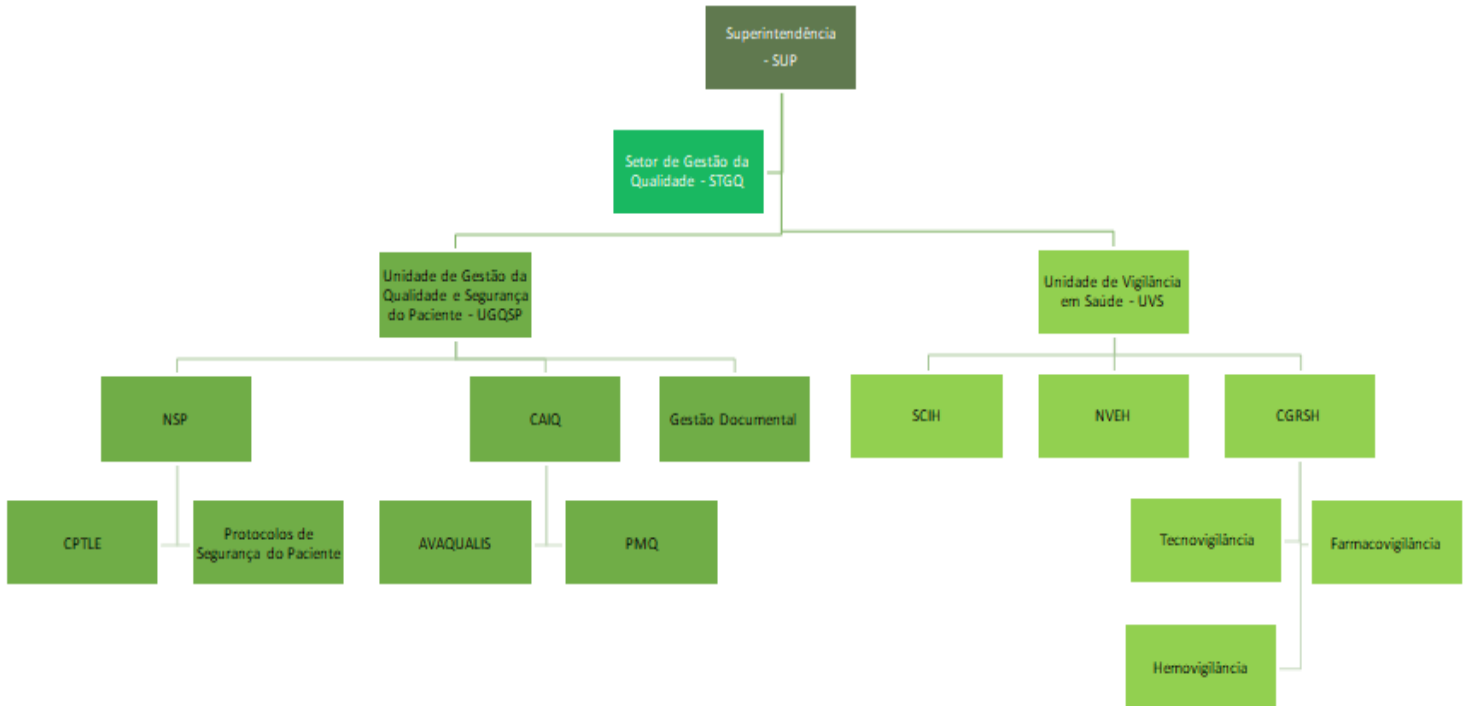 Superintendência
- SUP
Setor de Gestão da
Qualidade - STGQ
Unidade de Gestão da
Qualidade e Segurança
do Paciente - UGQSP
Unidade de Vigilância
em Saúde - UVS
NSP
CAIQ
Gestão Documental
SCIH
NVEH
CGRSH
CPTLE
Protocolos de
Segurança do Paciente
AVAQUALIS
PMQ
Tecnovigilância
Farmacovigilância
Hemovigilância